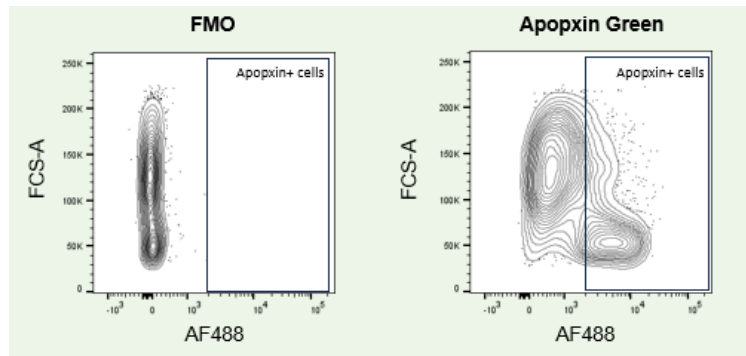 FMO
Apopxin+ cells
FCS-A
250K
200K
150K
100K
50K
0
-10³ 0 10³ 10⁴ 10⁵
AF488
Apopxin Green
Apopxin+ cells
FCS-A
250K
200K
150K
100K
50K
0
-10³ 0 10³ 10⁴ 10⁵
AF488